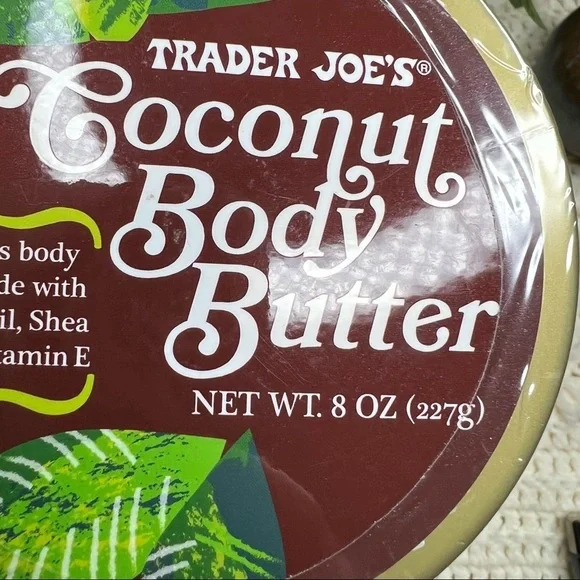 TRADER JOE'S®
Coconut
Body
Butter
s body
de with
il, Shea
tamin E
NET WT. 8 OZ (227g)